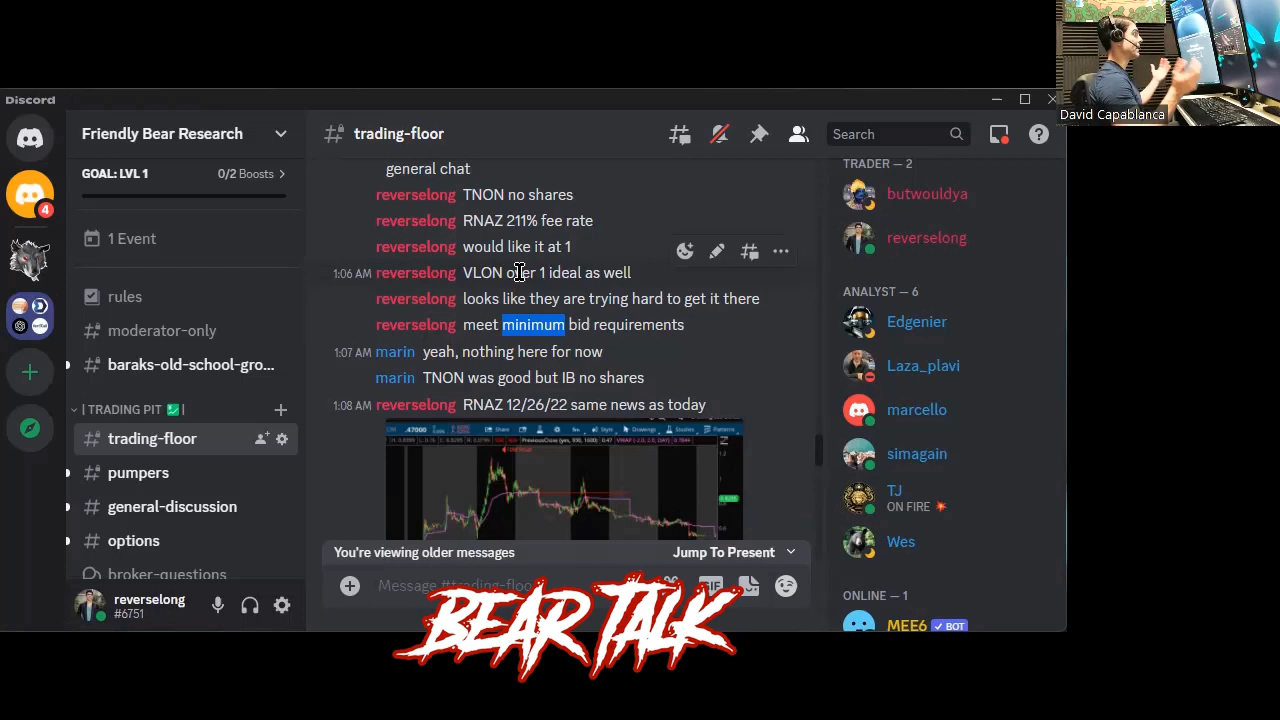 David Capablanca
Discord
Friendly Bear Research
GOAL: LVL 1
0/2 Boosts
1 Event
rules
moderator-only
baraks-old-school-gro...
| TRADING PIT 💹 |
trading-floor
pumpers
general-discussion
options
broker-questions
reverselong
#6751
4
trading-floor
Search
general chat
reverselong TNON no shares
reverselong RNAZ 211% fee rate
reverselong would like it at 1
1:06 AM reverselong VLON over 1 ideal as well
reverselong looks like they are trying hard to get it there
reverselong meet minimum bid requirements
1:07 AM marin yeah, nothing here for now
marin TNON was good but IB no shares
1:08 AM reverselong RNAZ 12/26/22 same news as today
You're viewing older messages
Jump To Present
Message #trading-floo
GIF
TRADER — 2
butwouldya
reverselong
ANALYST — 6
Edgenier
Laza_plavi
marcello
simagain
TJ
ON FIRE 💥
Wes
ONLINE — 1
MEE6 ✓ BOT
BEAR TALK